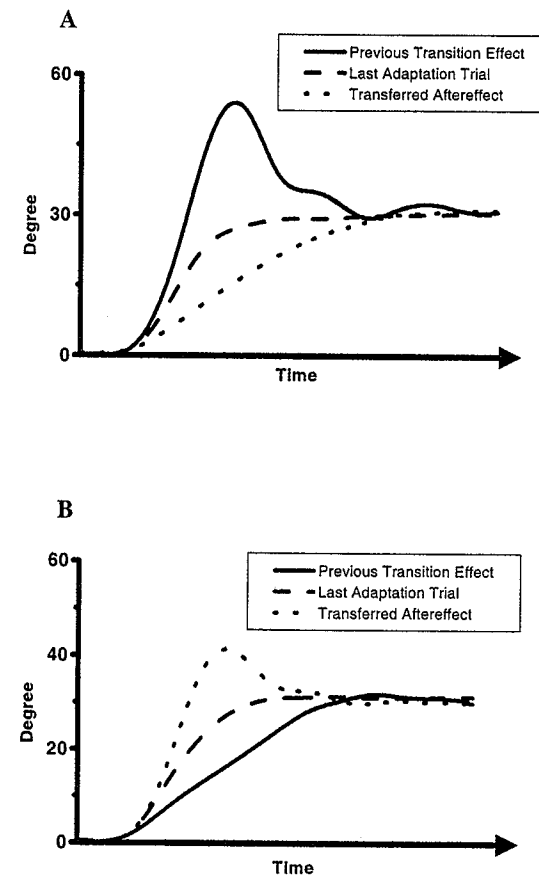 A
Previous Transition Effect
Last Adaptation Trial
Transferred Aftereffect
60
30
0
Degree
Time
B
Previous Transition Effect
Last Adaptation Trial
Transferred Aftereffect
60
40
20
0
Degree
Time